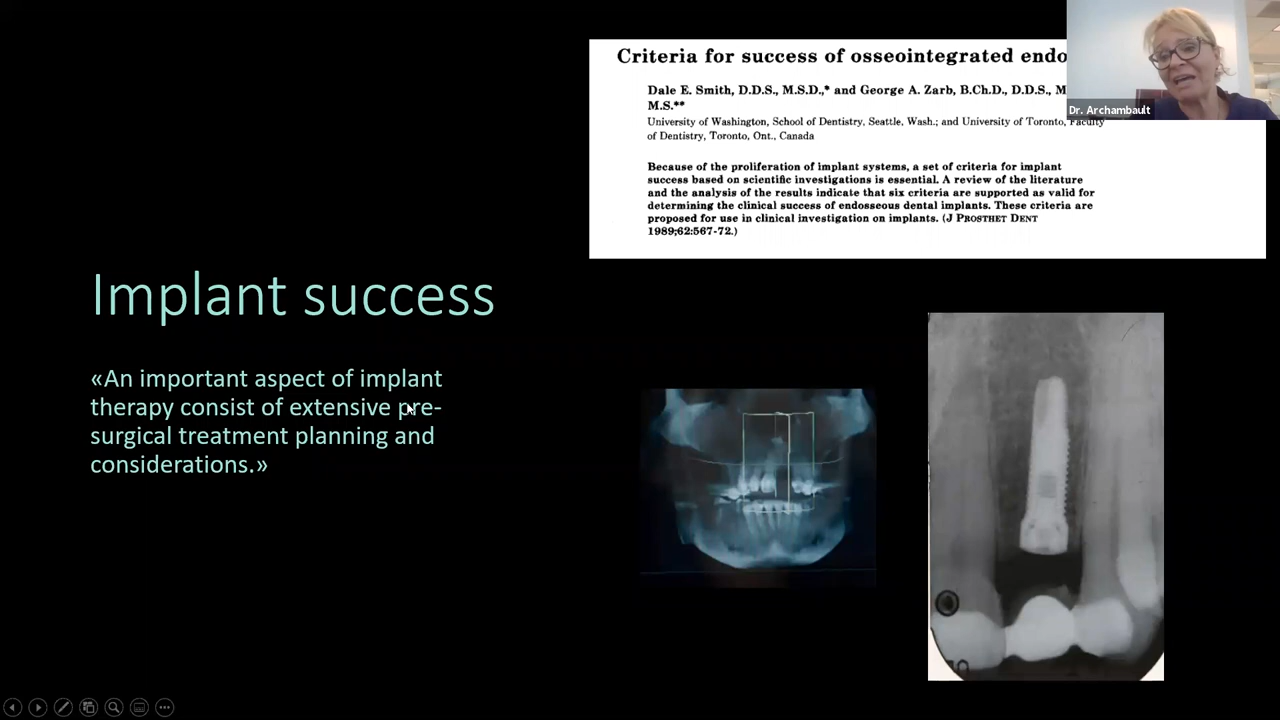 Criteria for success of osseointegrated endo
Dale E. Smith, D.D.S., M.S.D.,* and George A. Zarb, B.Ch.D., D.D.S., M
M.S.**
University of Washington, School of Dentistry, Seattle, Wash.; and University of Toronto, Faculty
of Dentistry, Toronto, Ont., Canada
Because of the proliferation of implant systems, a set of criteria for implant
success based on scientific investigations is essential. A review of the literature
and the analysis of the results indicate that six criteria are supported as valid for
determining the clinical success of endosseous dental implants. These criteria are
proposed for use in clinical investigation on implants. (J PROSTHET DENT
1989;62:567-72.)
Dr. Archambault
Implant success
«An important aspect of implant
therapy consist of extensive pre-
surgical treatment planning and
considerations.»